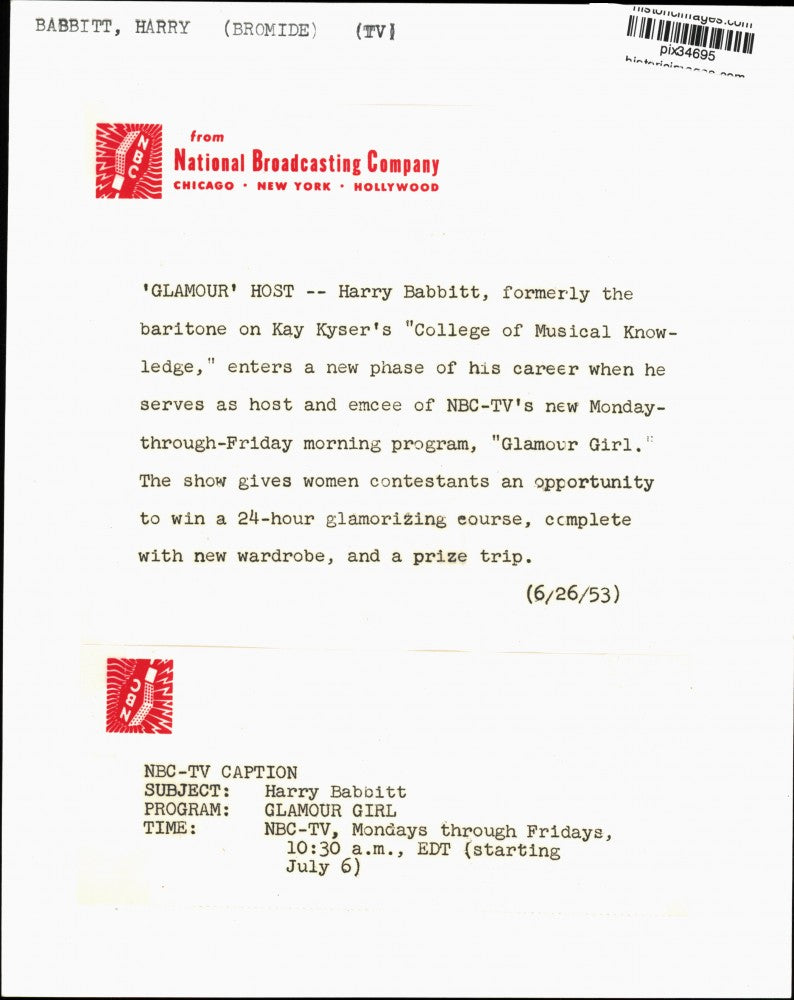 BABBITT, HARRY (BROMIDE) (TV)
pix34695
from
NBC
National Broadcasting Company
CHICAGO · NEW YORK · HOLLYWOOD
'GLAMOUR' HOST -- Harry Babbitt, formerly the
baritone on Kay Kyser's "College of Musical Know-
ledge," enters a new phase of his career when he
serves as host and emcee of NBC-TV's new Monday-
through-Friday morning program, "Glamour Girl."
The show gives women contestants an opportunity
to win a 24-hour glamorizing course, complete
with new wardrobe, and a prize trip.
(6/26/53)
NBC
NBC-TV CAPTION
SUBJECT: Harry Babbitt
PROGRAM: GLAMOUR GIRL
TIME: NBC-TV, Mondays through Fridays,
10:30 a.m., EDT (starting
July 6)